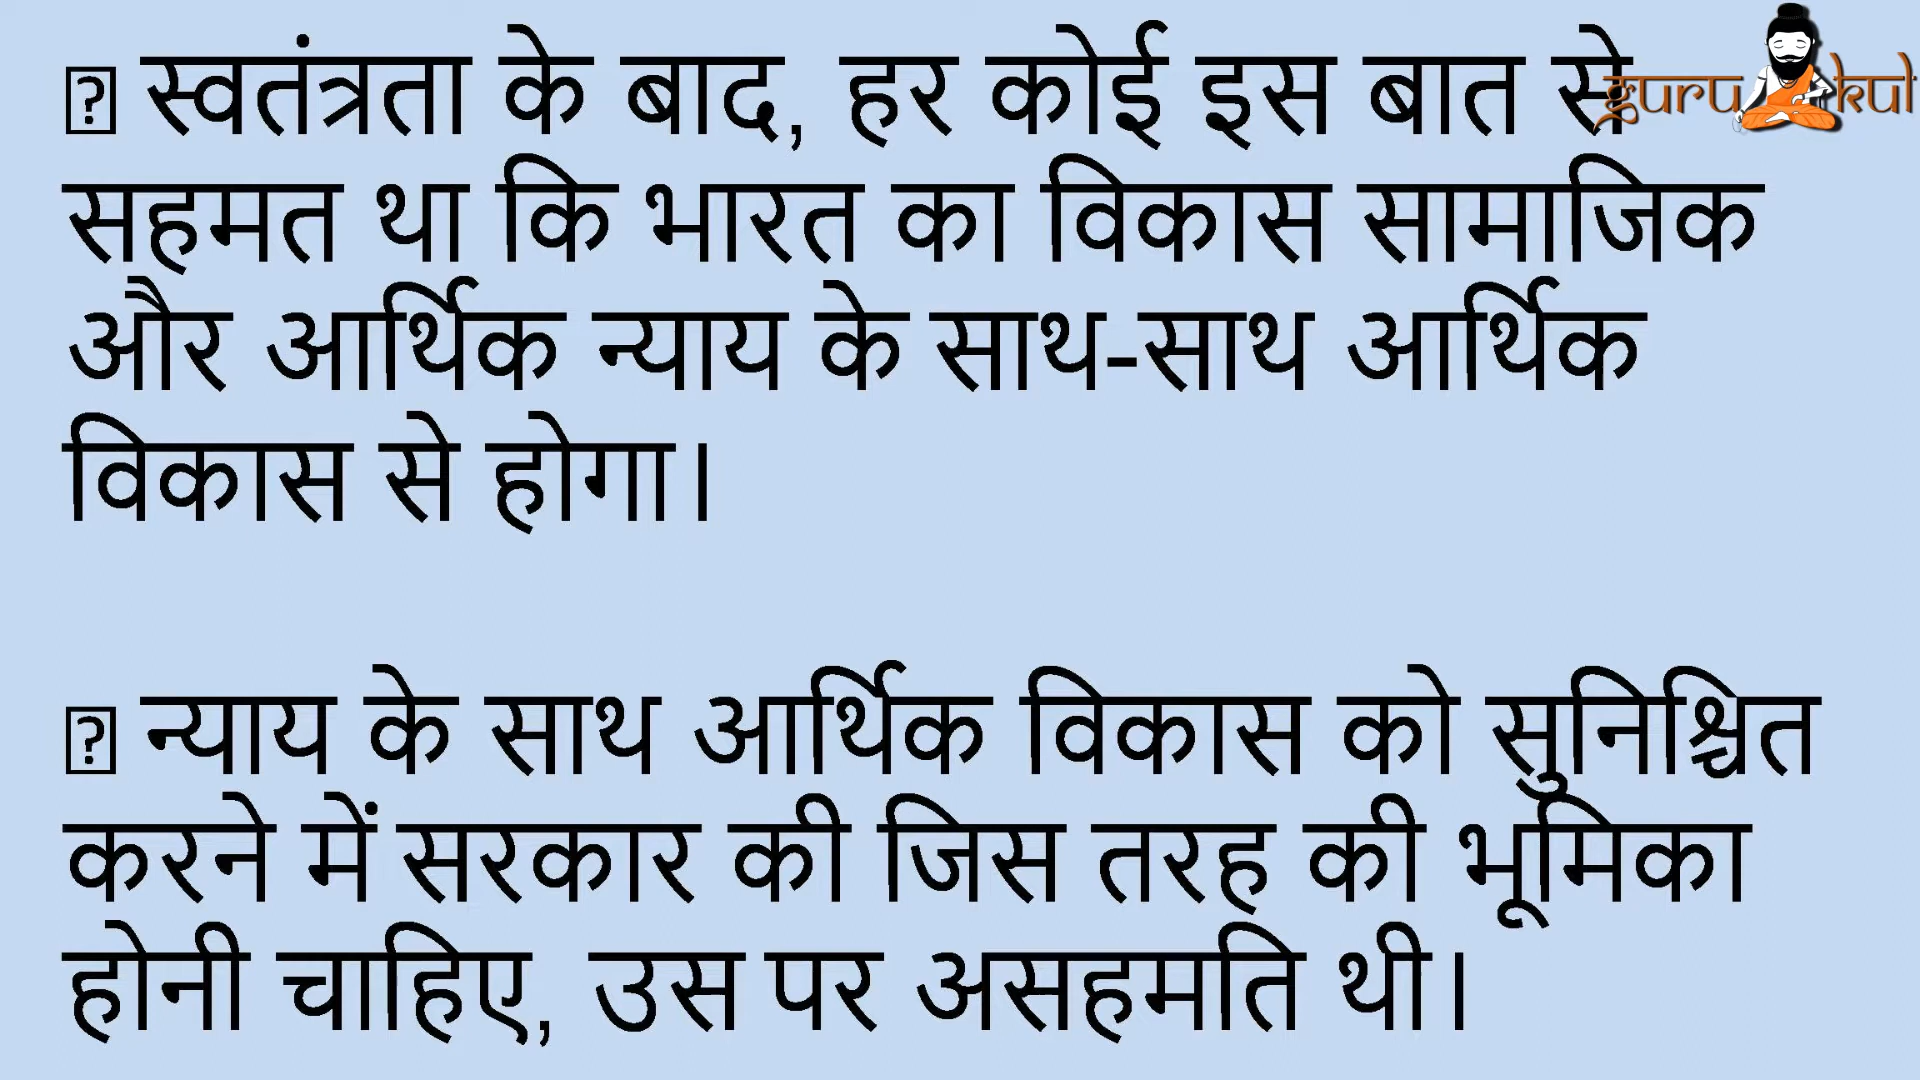 स्वतंत्रता के बाद, हर कोई इस बात से
guru kul
सहमत था कि भारत का विकास सामाजिक
और आर्थिक न्याय के साथ-साथ आर्थिक
विकास से होगा।
न्याय के साथ आर्थिक विकास को सुनिश्चित
करने में सरकार की जिस तरह की भूमिका
होनी चाहिए, उस पर असहमति थी।